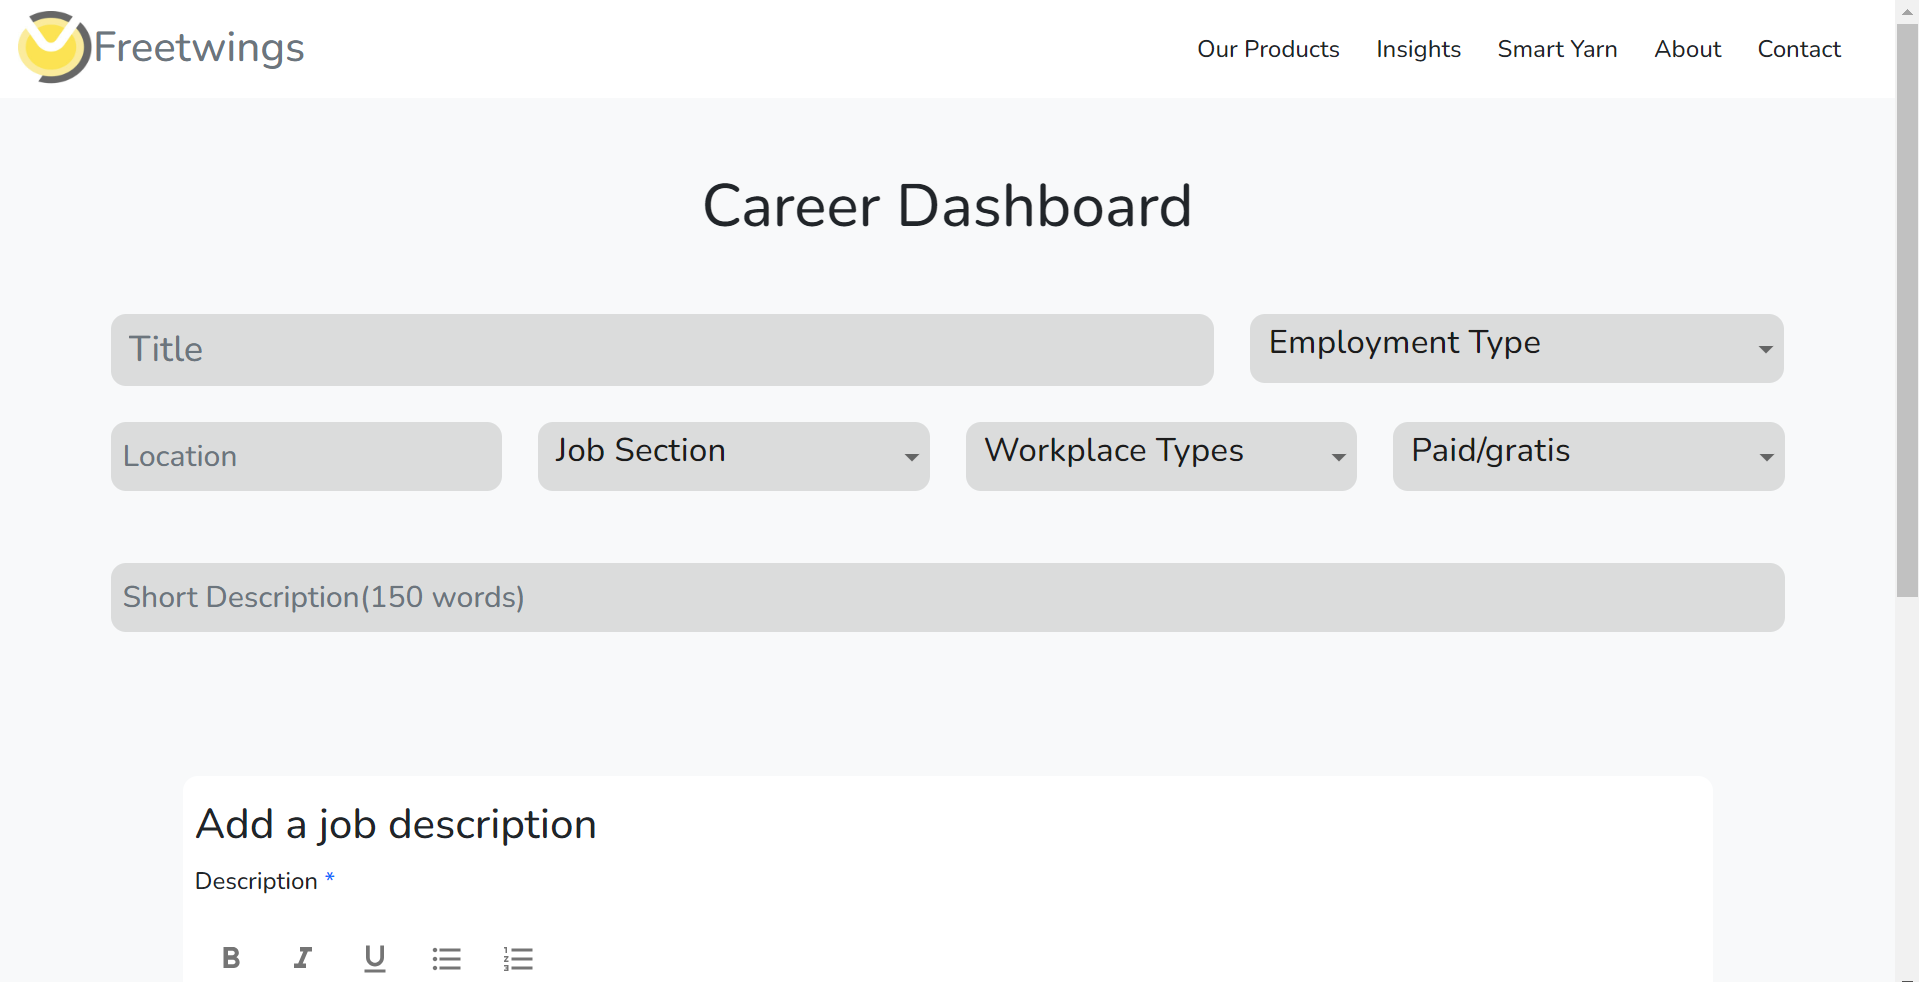 Freetwings
Our Products Insights Smart Yarn About Contact
Career Dashboard
Title
Employment Type
Location
Job Section
Workplace Types
Paid/gratis
Short Description(150 words)
Add a job description
Description *
B I U